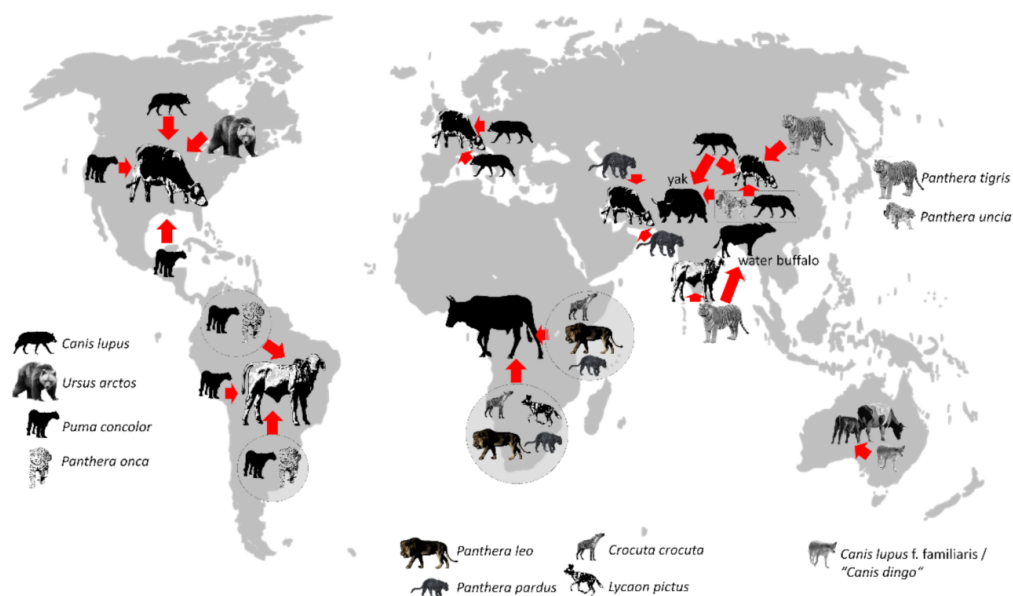 yak
Panthera tigris
Panthera uncia
water buffalo
Canis lupus
Ursus arctos
Puma concolor
Panthera onca
Panthera leo
Crocuta crocuta
Panthera pardus
Lycaon pictus
Canis lupus f. familiaris /
"Canis dingo“